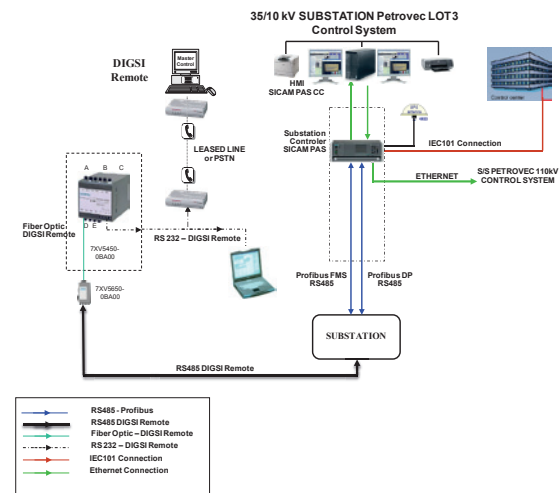 35/10 kV SUBSTATION Petrovec LOT3
Control System
DIGSI
Remote
Master
Control
HMI
SICAM PAS CC
Control center
LEASED LINE
or PSTN
Substation
Controler
SICAM PAS
GPS
IEC101 Connection
ETHERNET
S/S PETROVEC 110kV
CONTROL SYSTEM
A B C
D E
Fiber Optic
DIGSI Remote
7XV5450-
0BA00
RS 232 – DIGSI Remote
7XV5650-
0BA00
Profibus FMS
RS485
Profibus DP
RS485
SUBSTATION
RS485 DIGSI Remote
RS485 - Profibus
RS485 DIGSI Remote
Fiber Optic – DIGSI Remote
RS 232 – DIGSI Remote
IEC101 Connection
Ethernet Connection